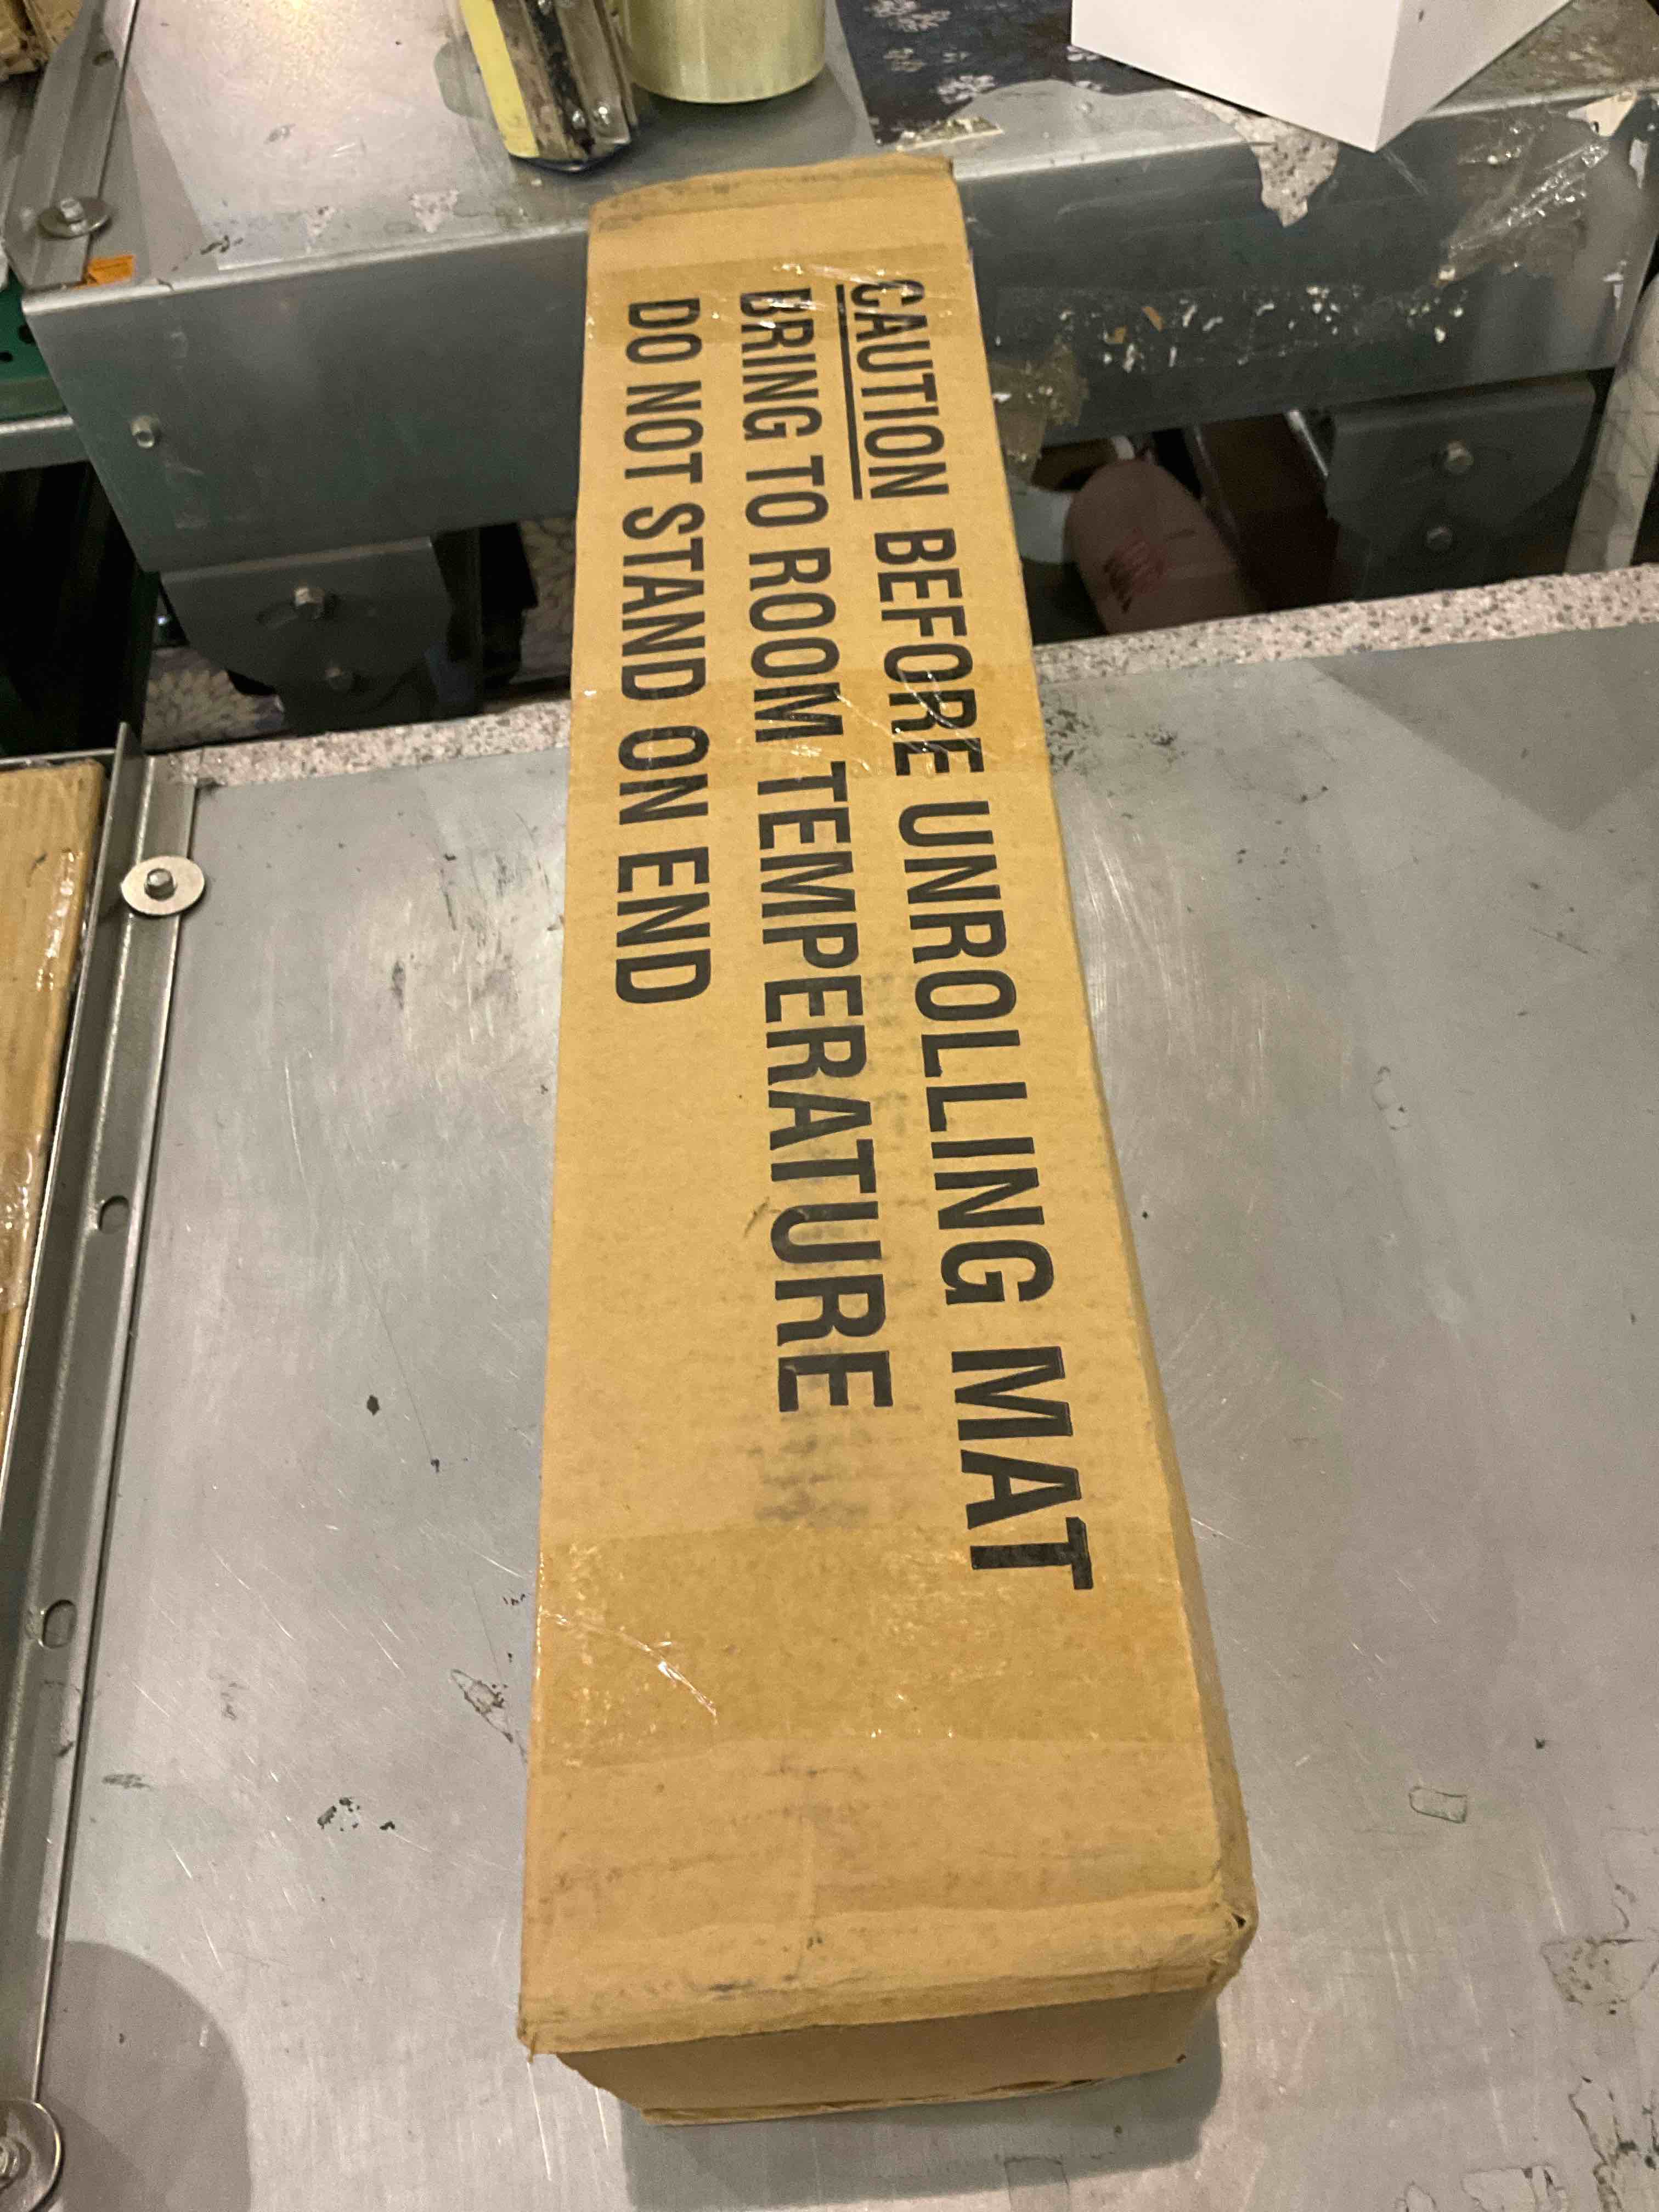 CAUTION BEFORE UNROLLING MAT
BRING TO ROOM TEMPERATURE
DO NOT STAND ON END